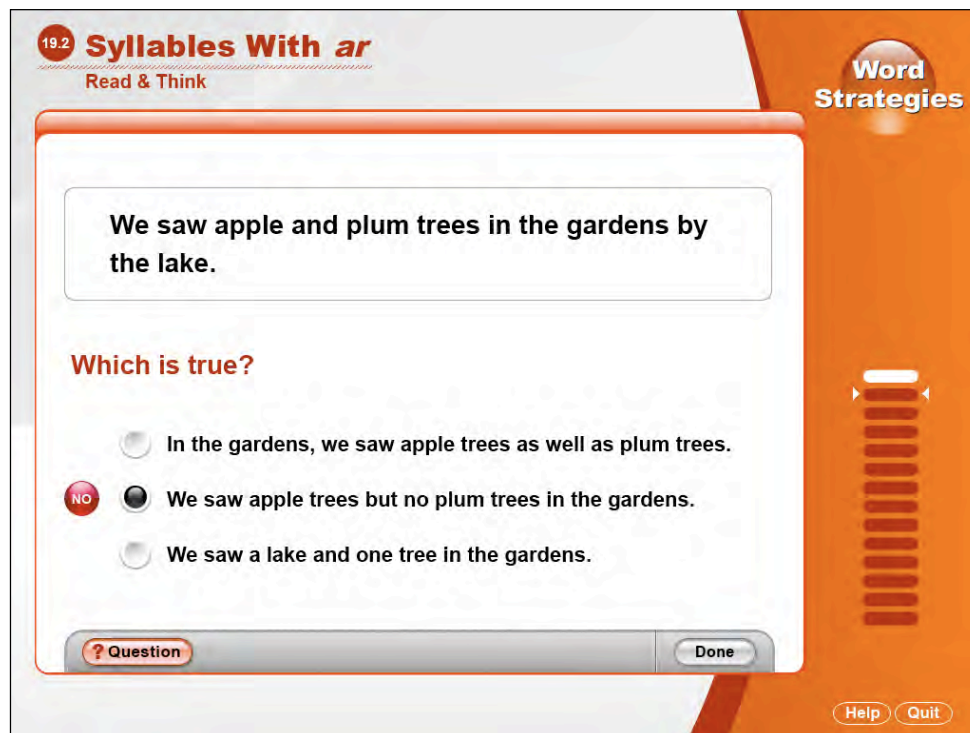 19.2 Syllables With ar
Read & Think
Word
Strategies
We saw apple and plum trees in the gardens by
the lake.
Which is true?
In the gardens, we saw apple trees as well as plum trees.
NO We saw apple trees but no plum trees in the gardens.
We saw a lake and one tree in the gardens.
? Question
Done
Help Quit